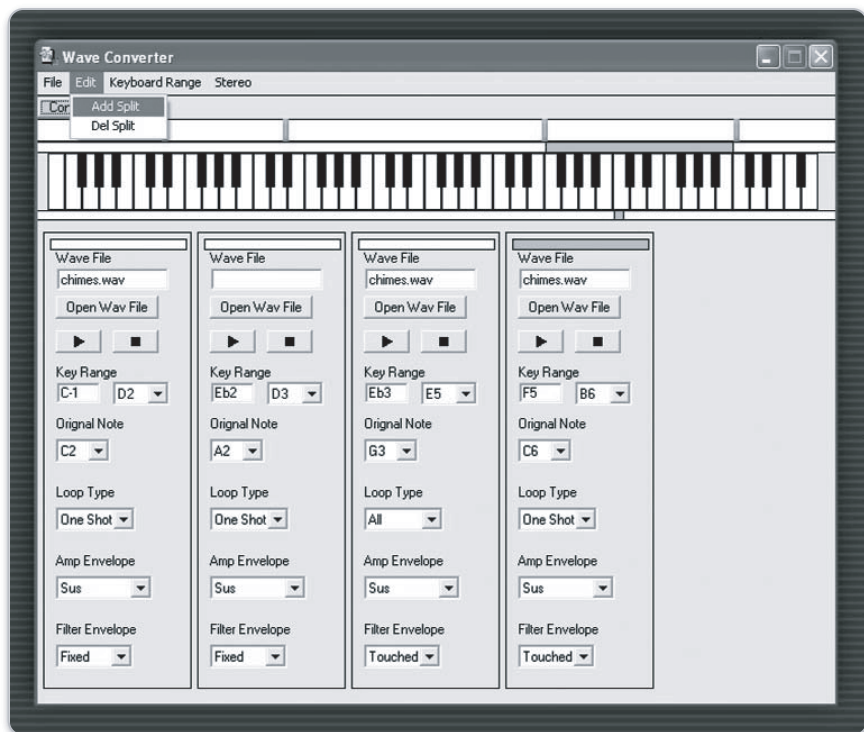 Wave Converter
File Edit Keyboard Range Stereo
Add Split
Del Split
Wave File Wave File Wave File Wave File
chimes.wav chimes.wav chimes.wav
Open Wav File Open Wav File Open Wav File Open Wav File
Key Range Key Range Key Range Key Range
C-1 D2 Eb2 D3 Eb3 E5 F5 B6
Orignal Note Orignal Note Orignal Note Orignal Note
C2 A2 G3 C6
Loop Type Loop Type Loop Type Loop Type
One Shot One Shot All One Shot
Amp Envelope Amp Envelope Amp Envelope Amp Envelope
Sus Sus Sus Sus
Filter Envelope Filter Envelope Filter Envelope Filter Envelope
Fixed Fixed Touched Touched